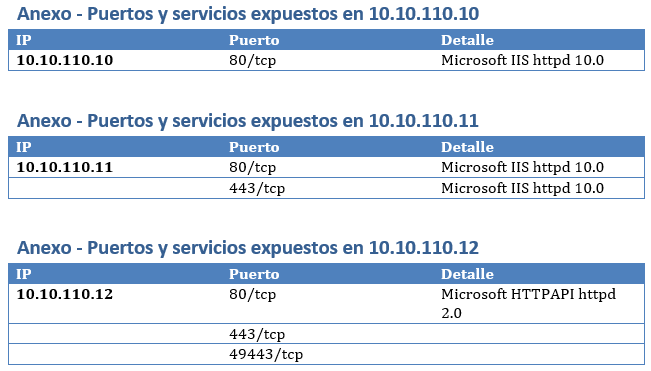 Anexo - Puertos y servicios expuestos en 10.10.110.10
IP Puerto Detalle
10.10.110.10 80/tcp Microsoft IIS httpd 10.0
Anexo - Puertos y servicios expuestos en 10.10.110.11
IP Puerto Detalle
10.10.110.11 80/tcp Microsoft IIS httpd 10.0
443/tcp Microsoft IIS httpd 10.0
Anexo - Puertos y servicios expuestos en 10.10.110.12
IP Puerto Detalle
10.10.110.12 80/tcp Microsoft HTTPAPI httpd
2.0
443/tcp
49443/tcp